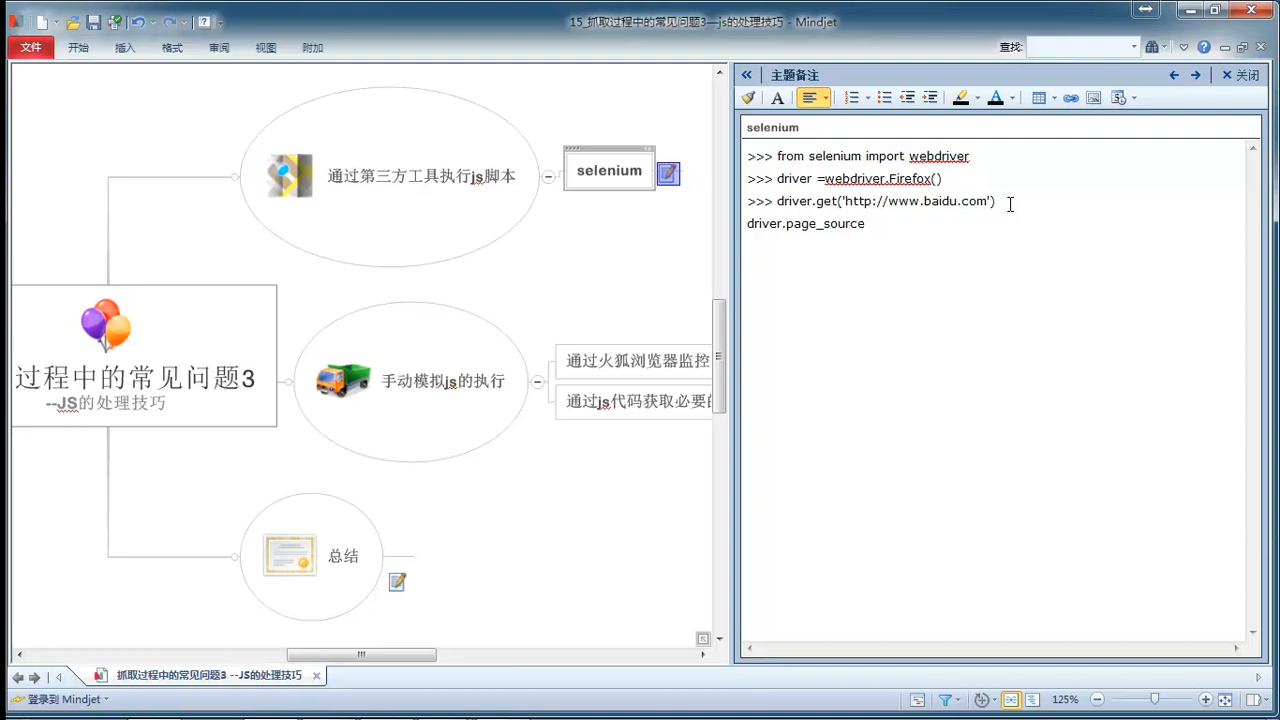 15_抓取过程中的常见问题3—js的处理技巧 - Mindjet
文件 开始 插入 格式 审阅 视图 附加 查找:
主题备注 关闭
selenium
>>> from selenium import webdriver
>>> driver =webdriver.Firefox()
>>> driver.get('http://www.baidu.com')
driver.page_source
通过第三方工具执行js脚本
selenium
过程中的常见问题3
--JS的处理技巧
手动模拟js的执行
通过火狐浏览器监控
通过js代码获取必要的
总结
抓取过程中的常见问题3 --JS的处理技巧
登录到 Mindjet 125%